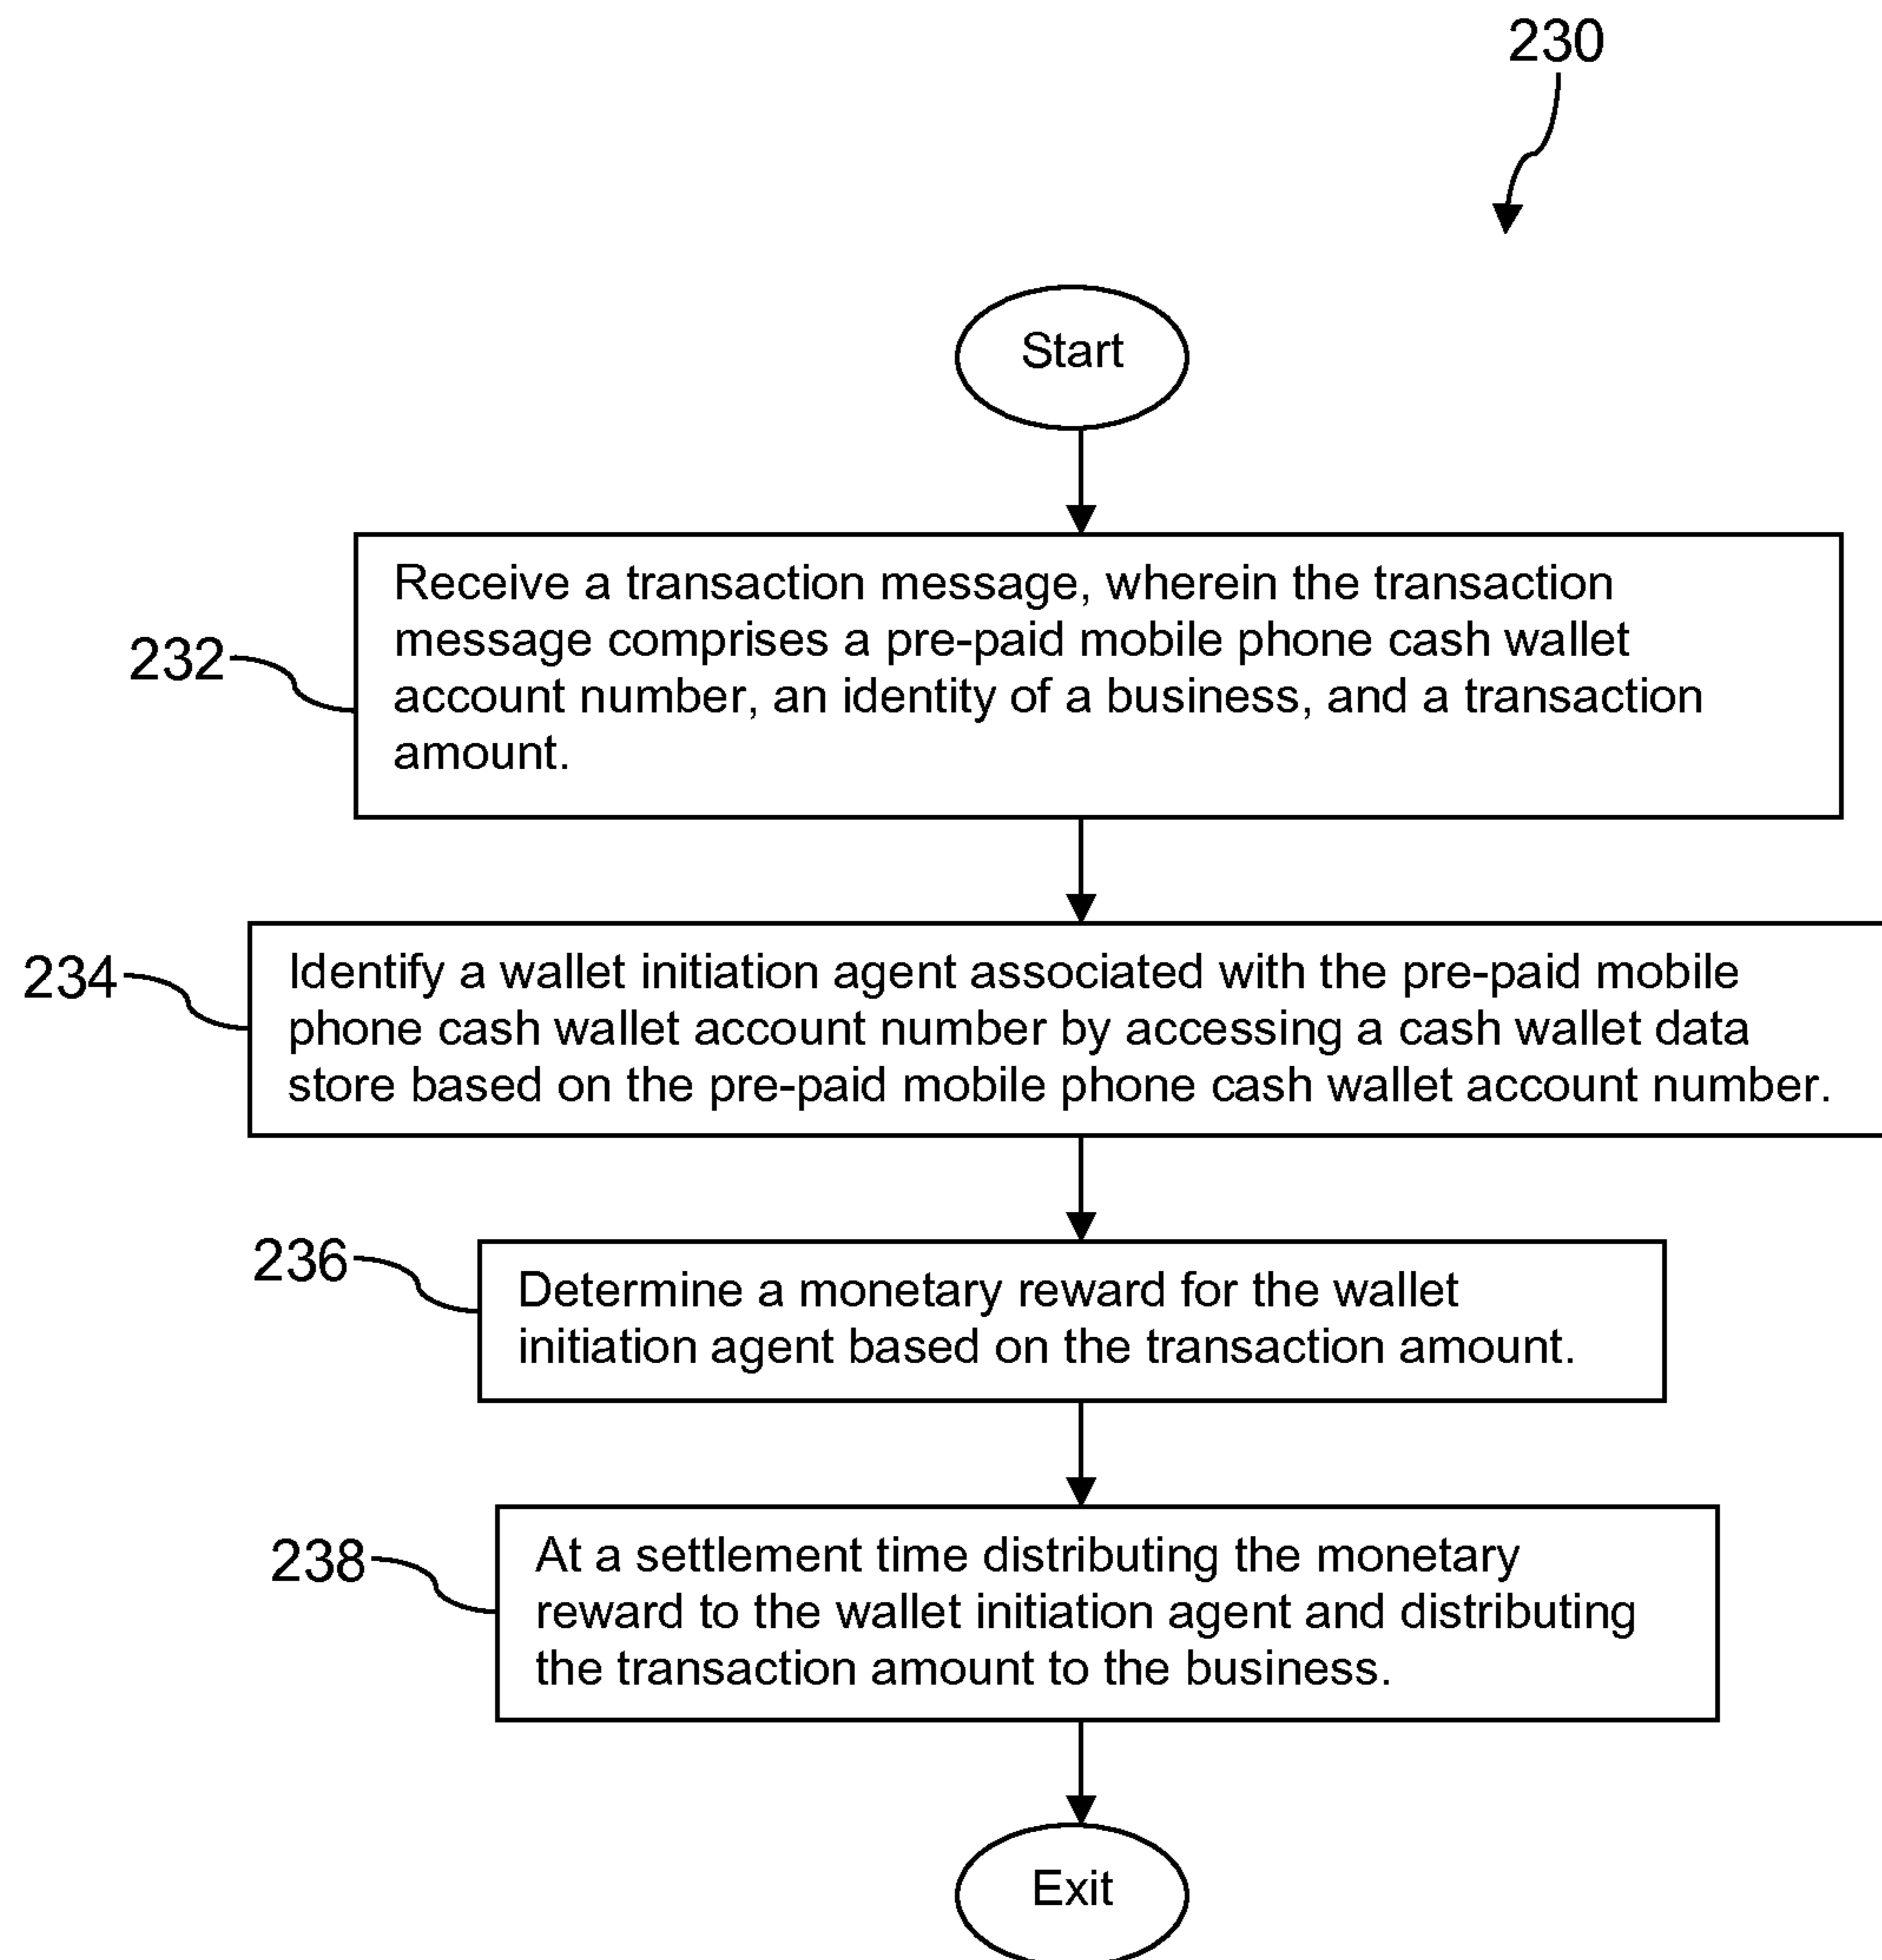 230
Start
232
Receive a transaction message, wherein the transaction
message comprises a pre-paid mobile phone cash wallet
account number, an identity of a business, and a transaction
amount.
234
Identify a wallet initiation agent associated with the pre-paid mobile
phone cash wallet account number by accessing a cash wallet data
store based on the pre-paid mobile phone cash wallet account number.
236
Determine a monetary reward for the wallet
initiation agent based on the transaction amount.
238
At a settlement time distributing the monetary
reward to the wallet initiation agent and distributing
the transaction amount to the business.
Exit